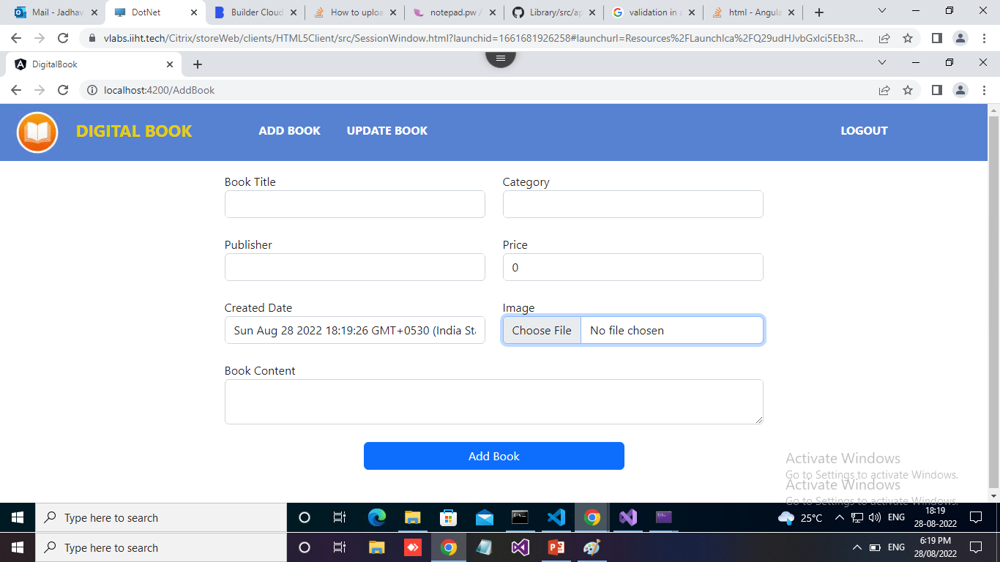 Mail - Jadhav
DotNet
Builder Cloud
How to uploa
notepad.pw /
Library/src/ap
validation in a
html - Angula
vlabs.iiht.tech/Citrix/storeWeb/clients/HTML5Client/src/SessionWindow.html?launchid=1661681926258#launchurl=Resources%2FLaunchIca%2FQ29udHJvbGxlci5Eb3R...
DigitalBook
localhost:4200/AddBook
DIGITAL BOOK
ADD BOOK
UPDATE BOOK
LOGOUT
Book Title
Category
Publisher
Price
0
Created Date
Image
Sun Aug 28 2022 18:19:26 GMT+0530 (India Sta
Choose File
No file chosen
Book Content
Add Book
Activate Windows
Go to Settings to activate Windows.
Activate Windows
Go to Settings to activate Windows.
Type here to search
25°C
ENG
18:19
28-08-2022
Type here to search
ENG
6:19 PM
28/08/2022